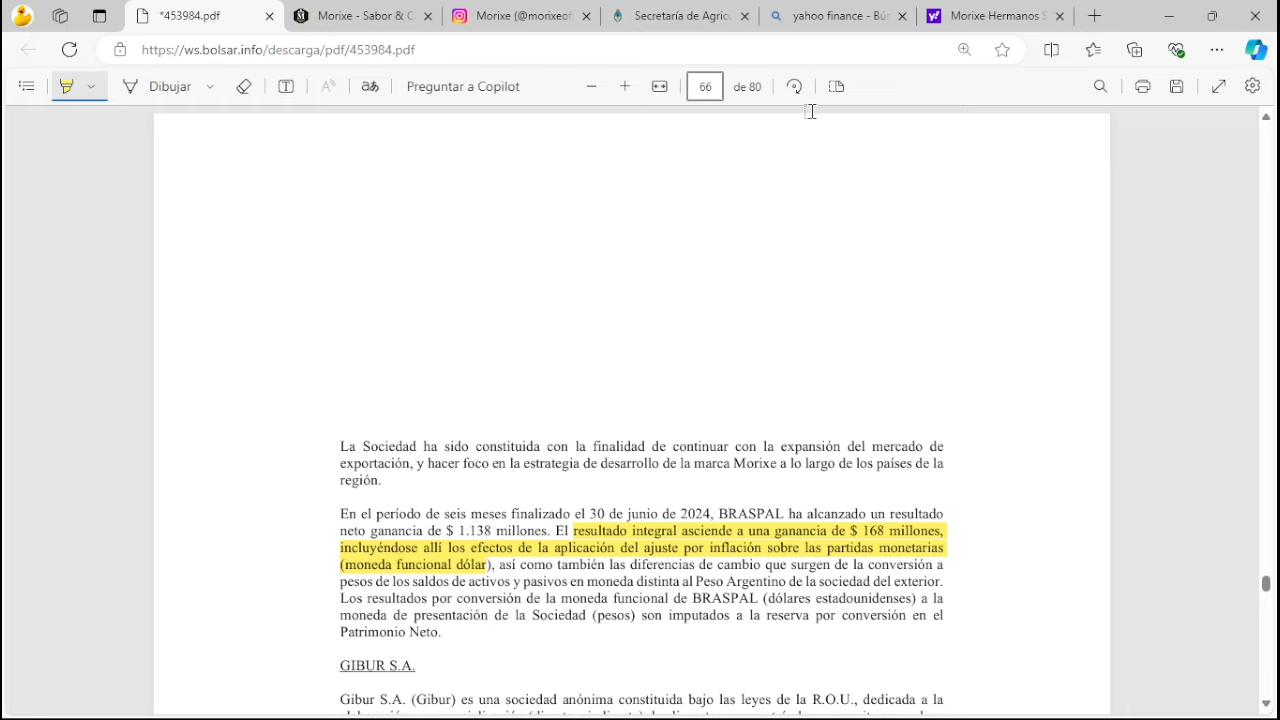 *453984.pdf
Morixe - Sabor & C
Morixe (@morixeof
Secretaría de Agricu
yahoo finance - Bús
Morixe Hermanos S
https://ws.bolsar.info/descarga/pdf/453984.pdf
Dibujar
Preguntar a Copilot
66 de 80
La Sociedad ha sido constituida con la finalidad de continuar con la expansión del mercado de
exportación, y hacer foco en la estrategia de desarrollo de la marca Morixe a lo largo de los países de la
región.
En el período de seis meses finalizado el 30 de junio de 2024, BRASPAL ha alcanzado un resultado
neto ganancia de $ 1.138 millones. El resultado integral asciende a una ganancia de $ 168 millones,
incluyéndose allí los efectos de la aplicación del ajuste por inflación sobre las partidas monetarias
(moneda funcional dólar), así como también las diferencias de cambio que surgen de la conversión a
pesos de los saldos de activos y pasivos en moneda distinta al Peso Argentino de la sociedad del exterior.
Los resultados por conversión de la moneda funcional de BRASPAL (dólares estadounidenses) a la
moneda de presentación de la Sociedad (pesos) son imputados a la reserva por conversión en el
Patrimonio Neto.
GIBUR S.A.
Gibur S.A. (Gibur) es una sociedad anónima constituida bajo las leyes de la R.O.U., dedicada a la